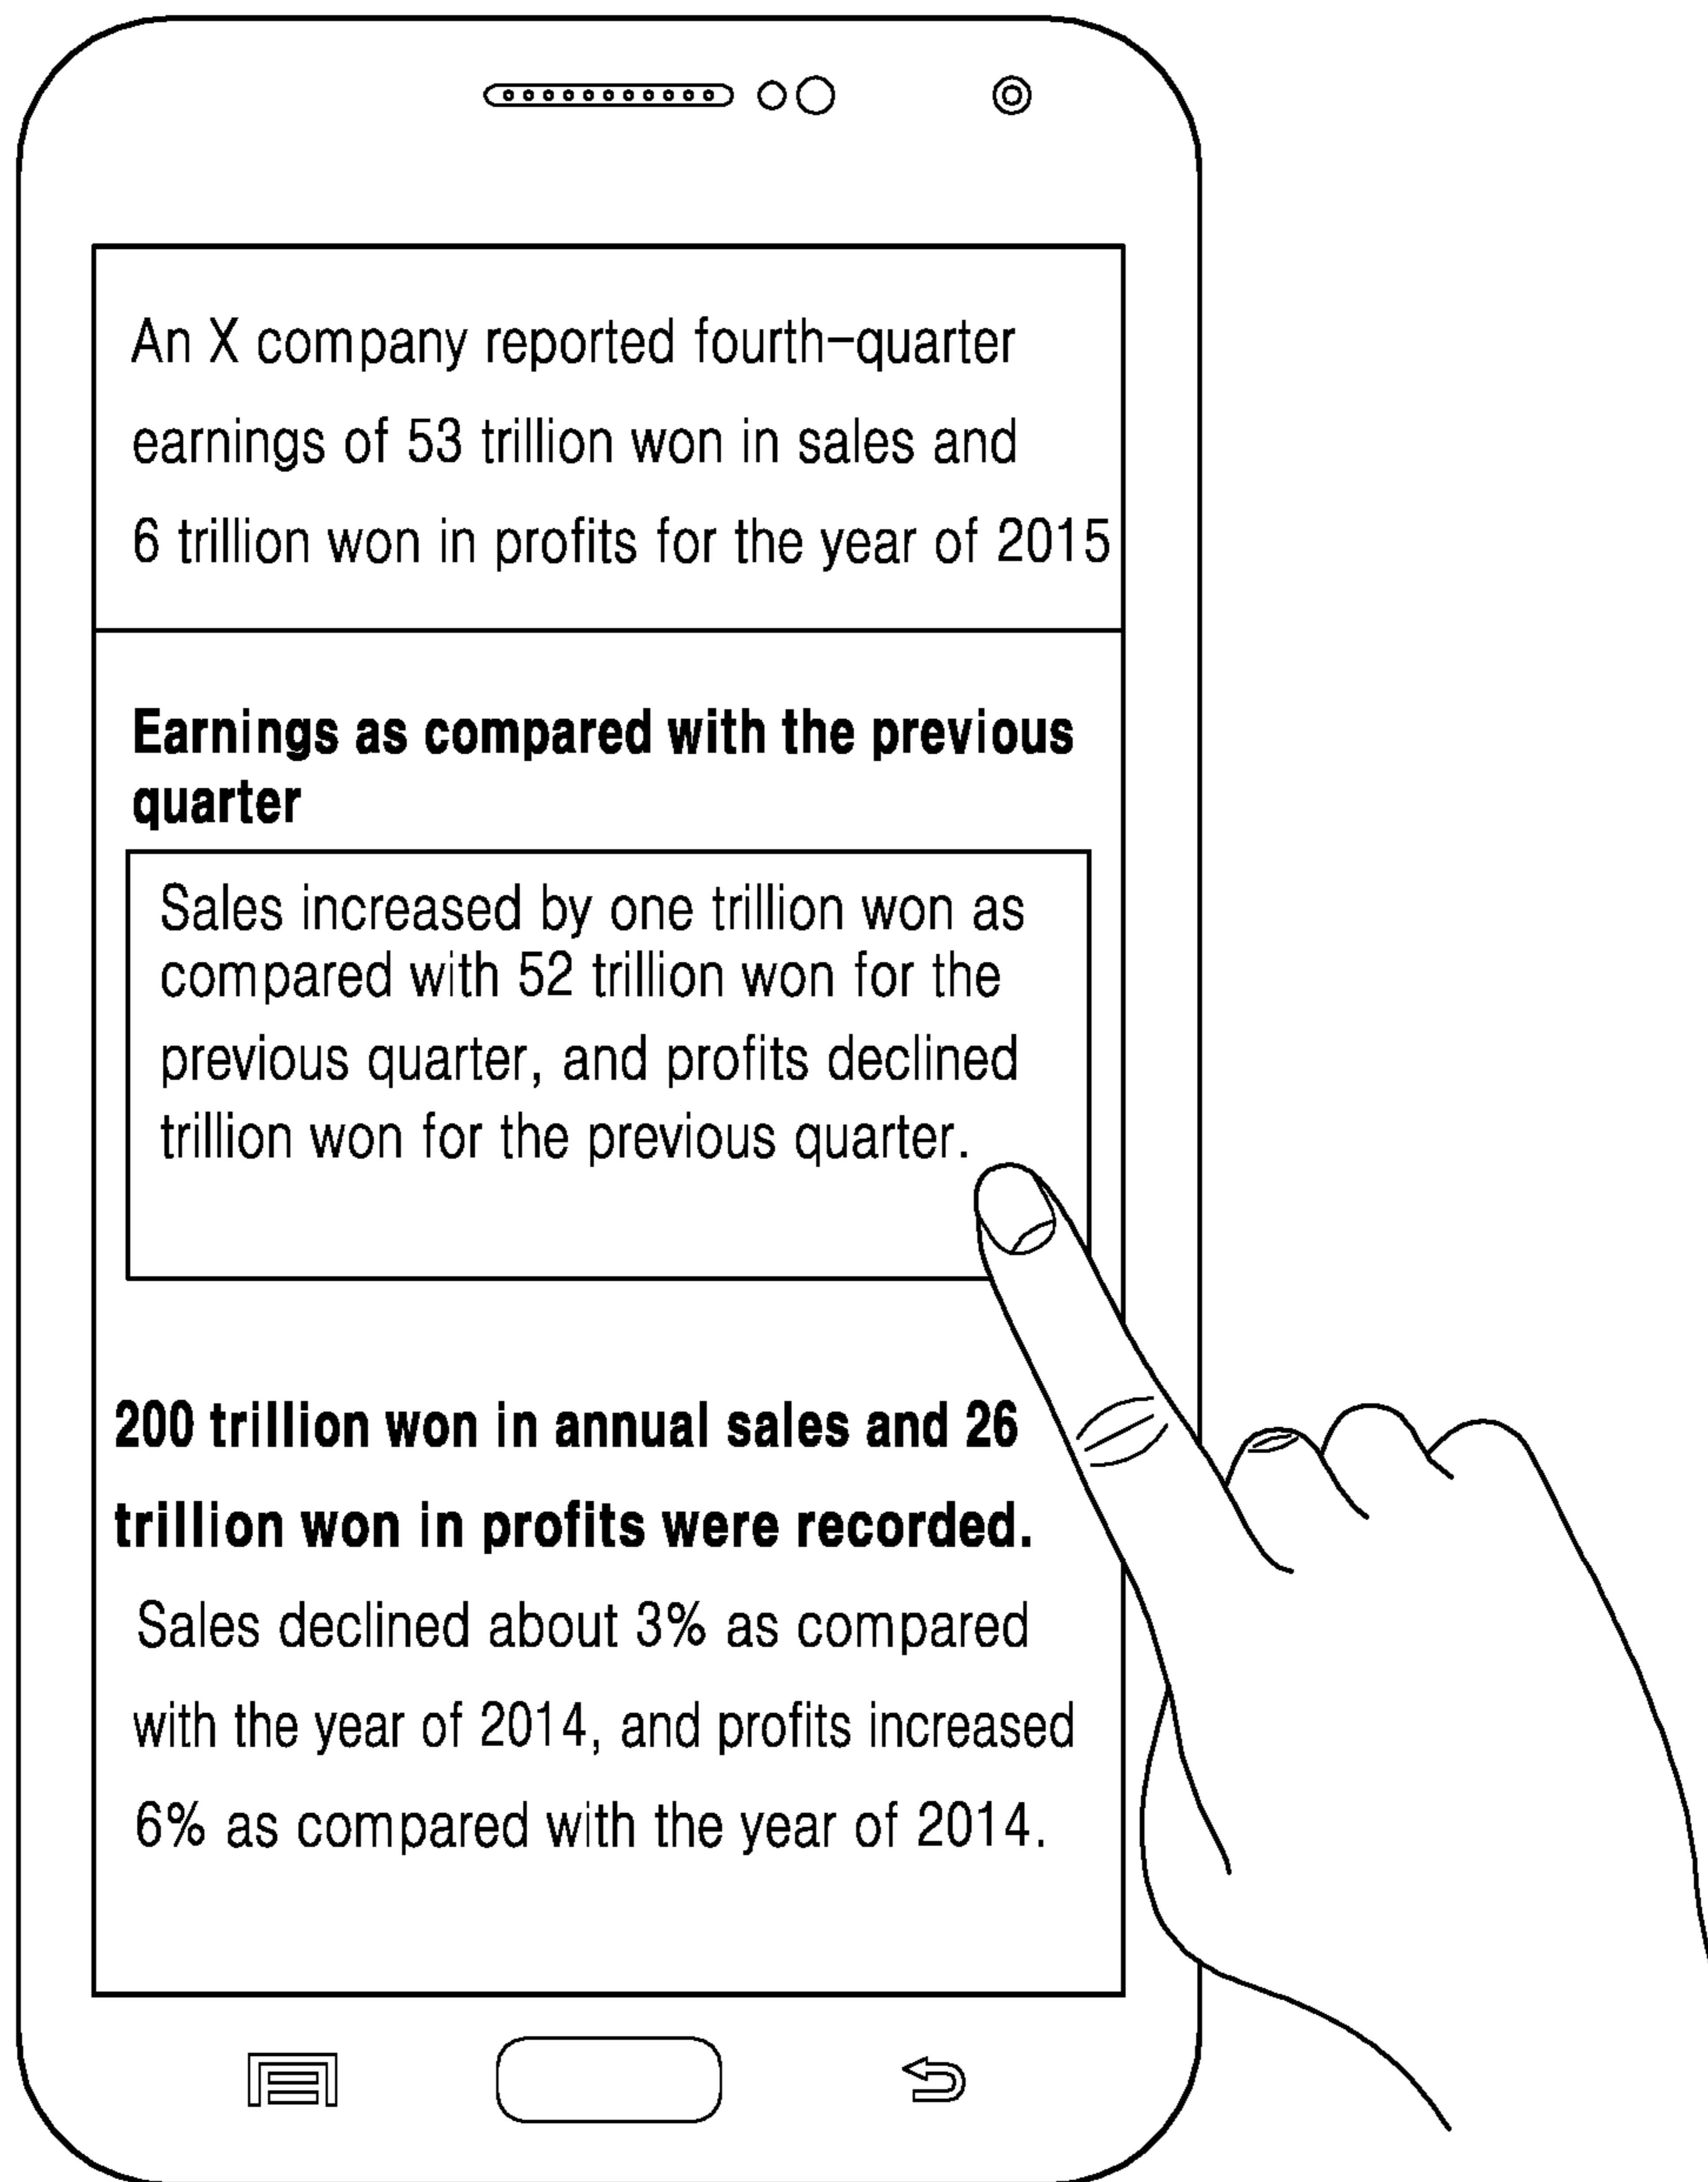 An X company reported fourth-quarter
earnings of 53 trillion won in sales and
6 trillion won in profits for the year of 2015
Earnings as compared with the previous
quarter
Sales increased by one trillion won as
compared with 52 trillion won for the
previous quarter, and profits declined
trillion won for the previous quarter.
200 trillion won in annual sales and 26
trillion won in profits were recorded.
Sales declined about 3% as compared
with the year of 2014, and profits increased
6% as compared with the year of 2014.